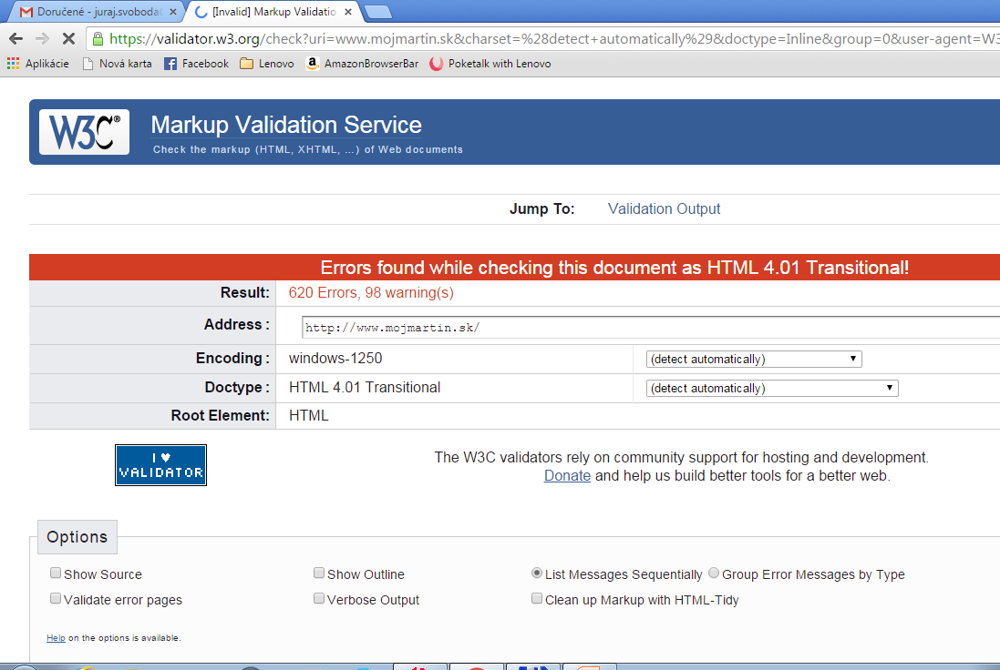 Doručené - juraj.svoboda
[Invalid] Markup Validatio
https://validator.w3.org/check?uri=www.mojmartin.sk&charset=%28detect+automatically%29&doctype=Inline&group=0&user-agent=W3
Aplikácie Nová karta Facebook Lenovo AmazonBrowserBar Poketalk with Lenovo
W3C® Markup Validation Service
Check the markup (HTML, XHTML, …) of Web documents
Jump To: Validation Output
Errors found while checking this document as HTML 4.01 Transitional!
Result: 620 Errors, 98 warning(s)
Address : http://www.mojmartin.sk/
Encoding : windows-1250 (detect automatically)
Doctype : HTML 4.01 Transitional (detect automatically)
Root Element: HTML
I ♥
VALIDATOR
The W3C validators rely on community support for hosting and development.
Donate and help us build better tools for a better web.
Options
Show Source Show Outline List Messages Sequentially Group Error Messages by Type
Validate error pages Verbose Output Clean up Markup with HTML-Tidy
Help on the options is available.